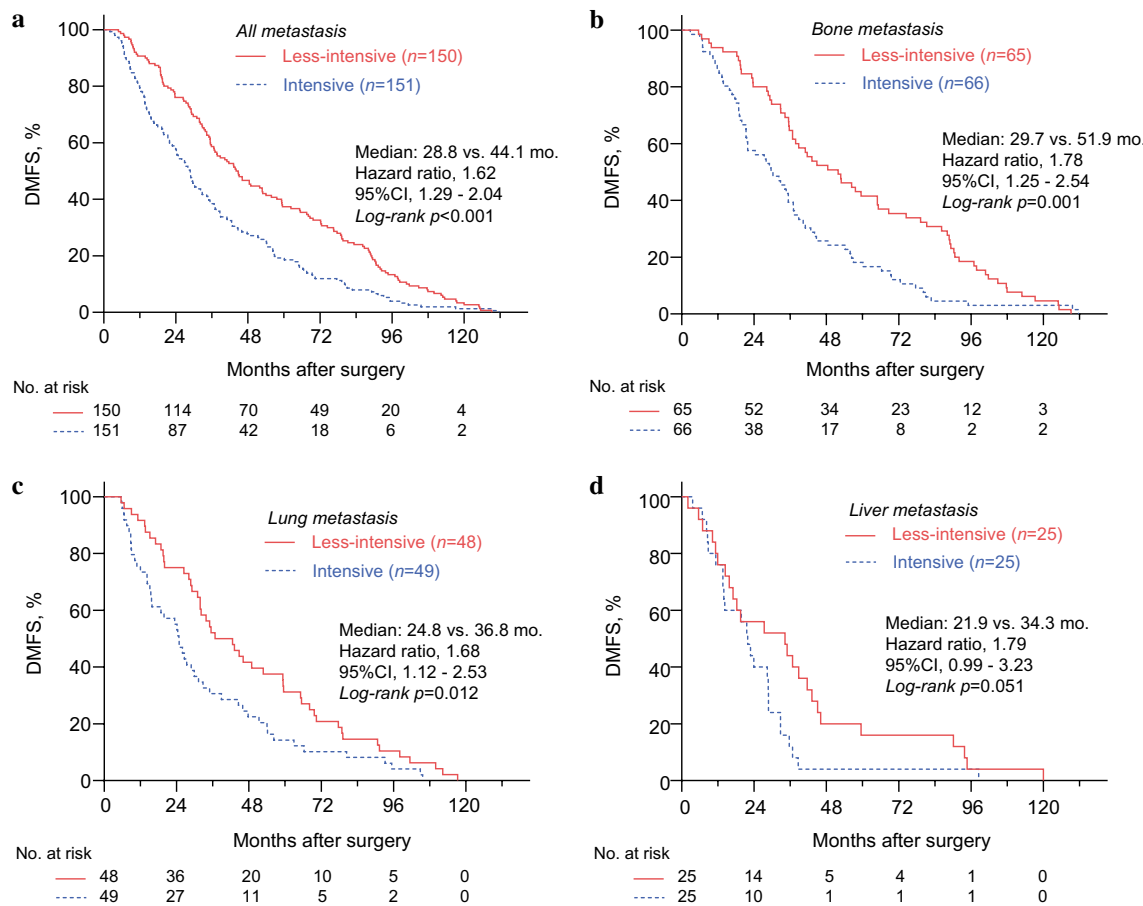 a
All metastasis
Less-intensive (n=150)
Intensive (n=151)
Median: 28.8 vs. 44.1 mo.
Hazard ratio, 1.62
95%CI, 1.29 - 2.04
Log-rank p<0.001
DMFS, %
100
80
60
40
20
0
0 24 48 72 96 120
Months after surgery
No. at risk
150 114 70 49 20 4
151 87 42 18 6 2
b
Bone metastasis
Less-intensive (n=65)
Intensive (n=66)
Median: 29.7 vs. 51.9 mo.
Hazard ratio, 1.78
95%CI, 1.25 - 2.54
Log-rank p=0.001
DMFS, %
100
80
60
40
20
0
0 24 48 72 96 120
Months after surgery
No. at risk
65 52 34 23 12 3
66 38 17 8 2 2
c
Lung metastasis
Less-intensive (n=48)
Intensive (n=49)
Median: 24.8 vs. 36.8 mo.
Hazard ratio, 1.68
95%CI, 1.12 - 2.53
Log-rank p=0.012
DMFS, %
100
80
60
40
20
0
0 24 48 72 96 120
Months after surgery
No. at risk
48 36 20 10 5 0
49 27 11 5 2 0
d
Liver metastasis
Less-intensive (n=25)
Intensive (n=25)
Median: 21.9 vs. 34.3 mo.
Hazard ratio, 1.79
95%CI, 0.99 - 3.23
Log-rank p=0.051
DMFS, %
100
80
60
40
20
0
0 24 48 72 96 120
Months after surgery
No. at risk
25 14 5 4 1 0
25 10 1 1 1 0